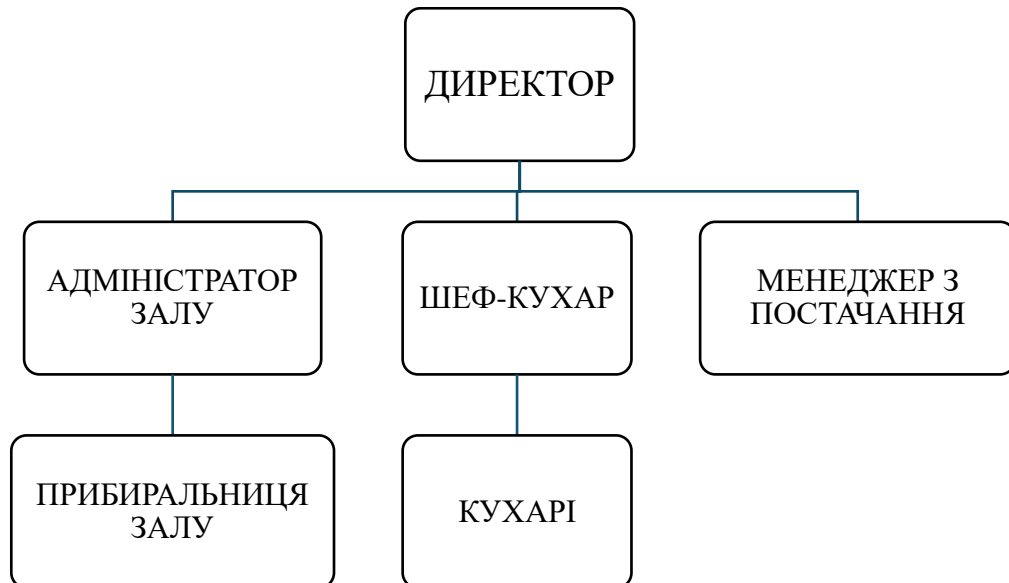 ДИРЕКТОР
АДМІНІСТРАТОР
ЗАЛУ
ШЕФ-КУХАР
МЕНЕДЖЕР З
ПОСТАЧАННЯ
ПРИБИРАЛЬНИЦЯ
ЗАЛУ
КУХАРІ